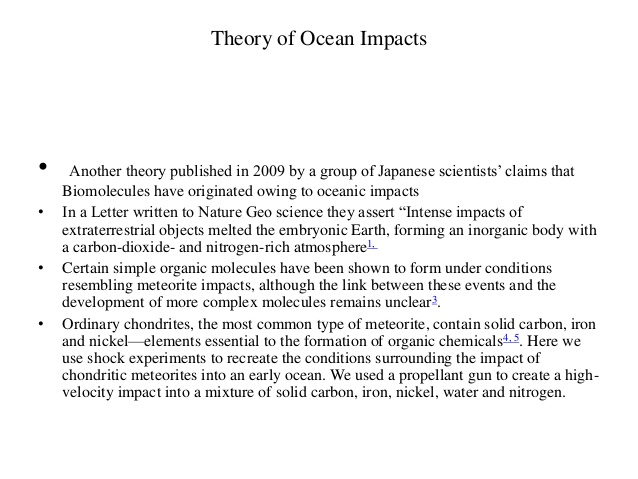 Theory of Ocean Impacts
• Another theory published in 2009 by a group of Japanese scientists’ claims that
Biomolecules have originated owing to oceanic impacts
• In a Letter written to Nature Geo science they assert “Intense impacts of
extraterrestrial objects melted the embryonic Earth, forming an inorganic body with
a carbon-dioxide- and nitrogen-rich atmosphere1,
• Certain simple organic molecules have been shown to form under conditions
resembling meteorite impacts, although the link between these events and the
development of more complex molecules remains unclear3.
• Ordinary chondrites, the most common type of meteorite, contain solid carbon, iron
and nickel—elements essential to the formation of organic chemicals4, 5. Here we
use shock experiments to recreate the conditions surrounding the impact of
chondritic meteorites into an early ocean. We used a propellant gun to create a high-
velocity impact into a mixture of solid carbon, iron, nickel, water and nitrogen.